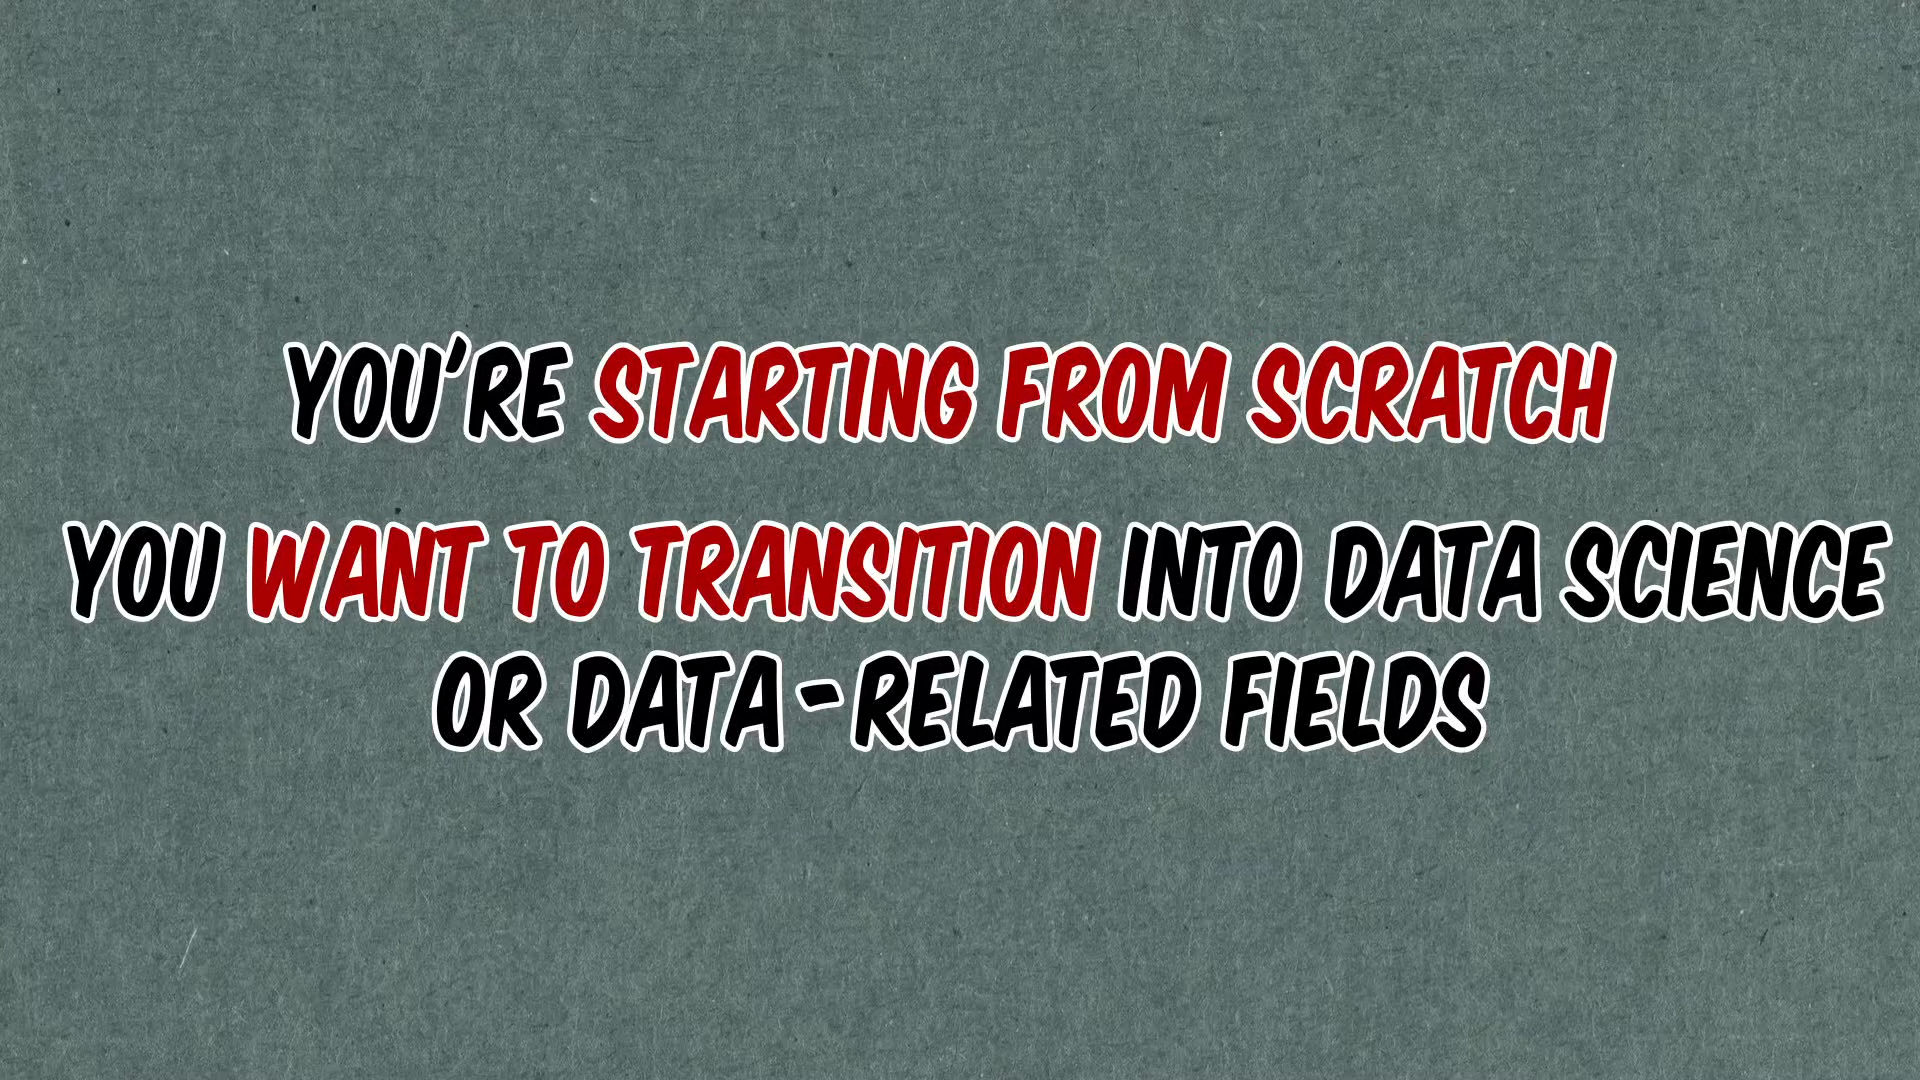 YOU'RE STARTING FROM SCRATCH
YOU WANT TO TRANSITION INTO DATA SCIENCE
OR DATA-RELATED FIELDS